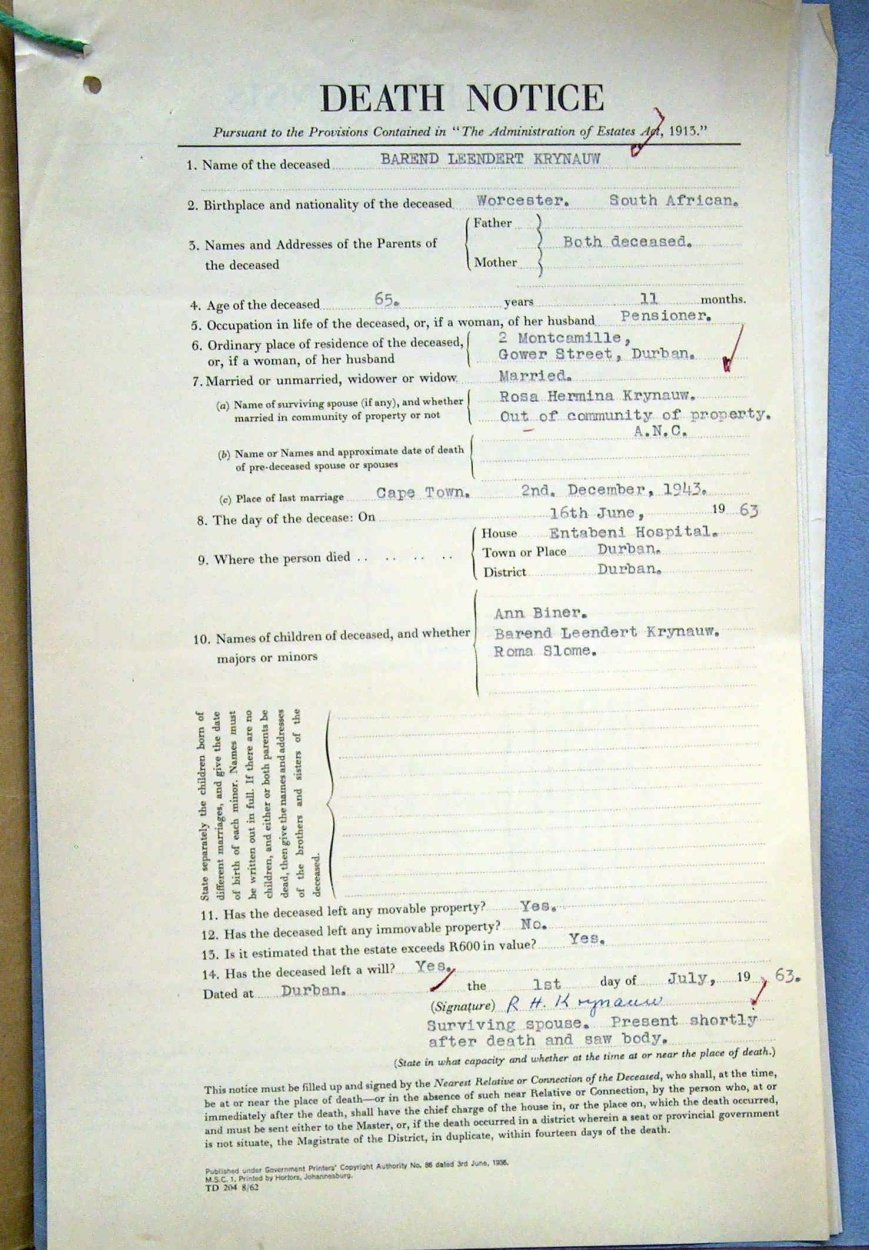 DEATH NOTICE
Pursuant to the Provisions Contained in "The Administration of Estates Act, 1913."
1. Name of the deceased BAREND LEENDERT KRYNAUW
2. Birthplace and nationality of the deceased Worcester. South African.
3. Names and Addresses of the Parents of the deceased
Father
Both deceased.
Mother
4. Age of the deceased 65. years 11 months.
5. Occupation in life of the deceased, or, if a woman, of her husband Pensioner.
6. Ordinary place of residence of the deceased, or, if a woman, of her husband
2 Montcamille,
Gower Street, Durban.
7. Married or unmarried, widower or widow Married.
(a) Name of surviving spouse (if any), and whether married in community of property or not
Rosa Hermina Krynauw.
Out of community of property.
A.N.C.
(b) Name or Names and approximate date of death of pre-deceased spouse or spouses
(c) Place of last marriage Cape Town. 2nd. December, 1943.
8. The day of the decease: On 16th June, 19 63
9. Where the person died .. .. .. ..
House Entabeni Hospital.
Town or Place Durban.
District Durban.
10. Names of children of deceased, and whether majors or minors
Ann Biner.
Barend Leendert Krynauw.
Roma Slome.
State separately the children born of
different marriages, and give the date
of birth of each minor. Names must
be written out in full. If there are no
children, and either or both parents be
dead, then give the names and addresses
of the brothers and sisters of the
deceased.
11. Has the deceased left any movable property? Yes.
12. Has the deceased left any immovable property? No.
13. Is it estimated that the estate exceeds R600 in value? Yes.
14. Has the deceased left a will? Yes.
Dated at Durban. the 1st day of July, 19 63.
(Signature) R H. Krynauw
Surviving spouse. Present shortly
after death and saw body.
(State in what capacity and whether at the time at or near the place of death.)
This notice must be filled up and signed by the Nearest Relative or Connection of the Deceased, who shall, at the time,
be at or near the place of death—or in the absence of such near Relative or Connection, by the person who, at or
immediately after the death, shall have the chief charge of the house in, or the place on, which the death occurred,
and must be sent either to the Master, or, if the death occurred in a district wherein a seat or provincial government
is not situate, the Magistrate of the District, in duplicate, within fourteen days of the death.
Published under Government Printers' Copyright Authority No. 86 dated 3rd June, 1936.
M.S.C. 1. Printed by Hortors, Johannesburg.
TD 204 8/62